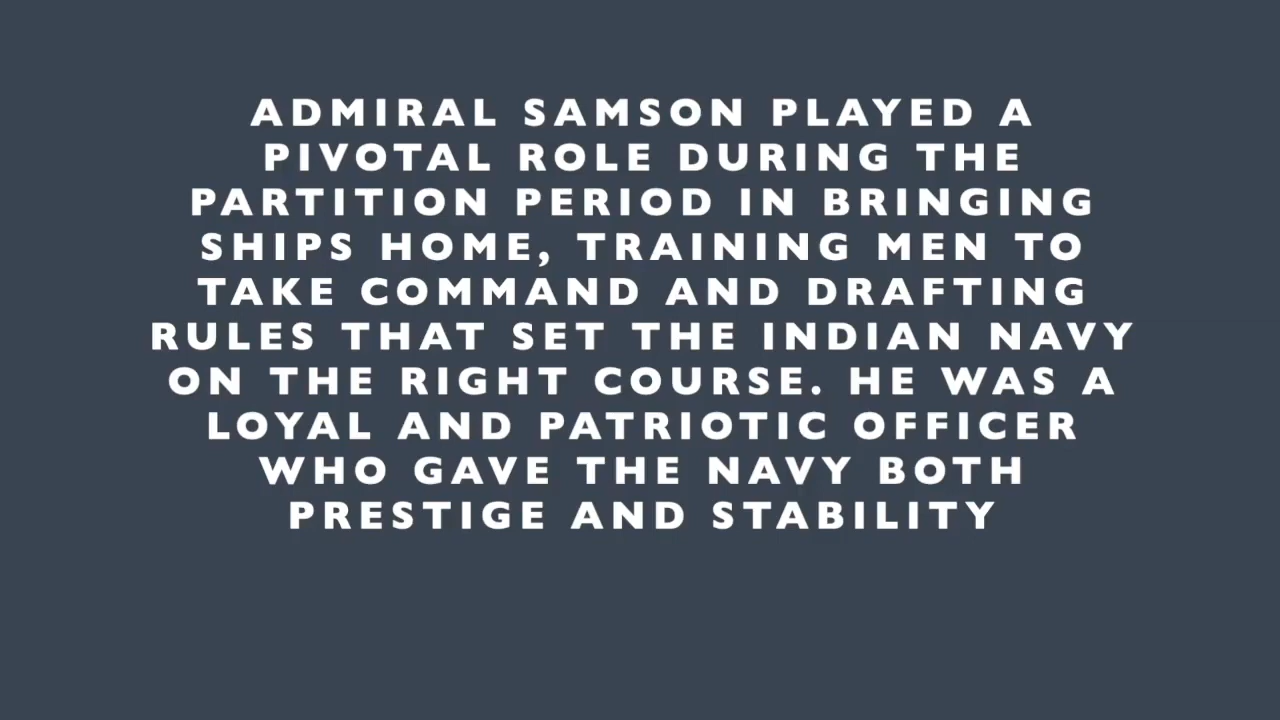 ADMIRAL SAMSON PLAYED A
PIVOTAL ROLE DURING THE
PARTITION PERIOD IN BRINGING
SHIPS HOME, TRAINING MEN TO
TAKE COMMAND AND DRAFTING
RULES THAT SET THE INDIAN NAVY
ON THE RIGHT COURSE. HE WAS A
LOYAL AND PATRIOTIC OFFICER
WHO GAVE THE NAVY BOTH
PRESTIGE AND STABILITY